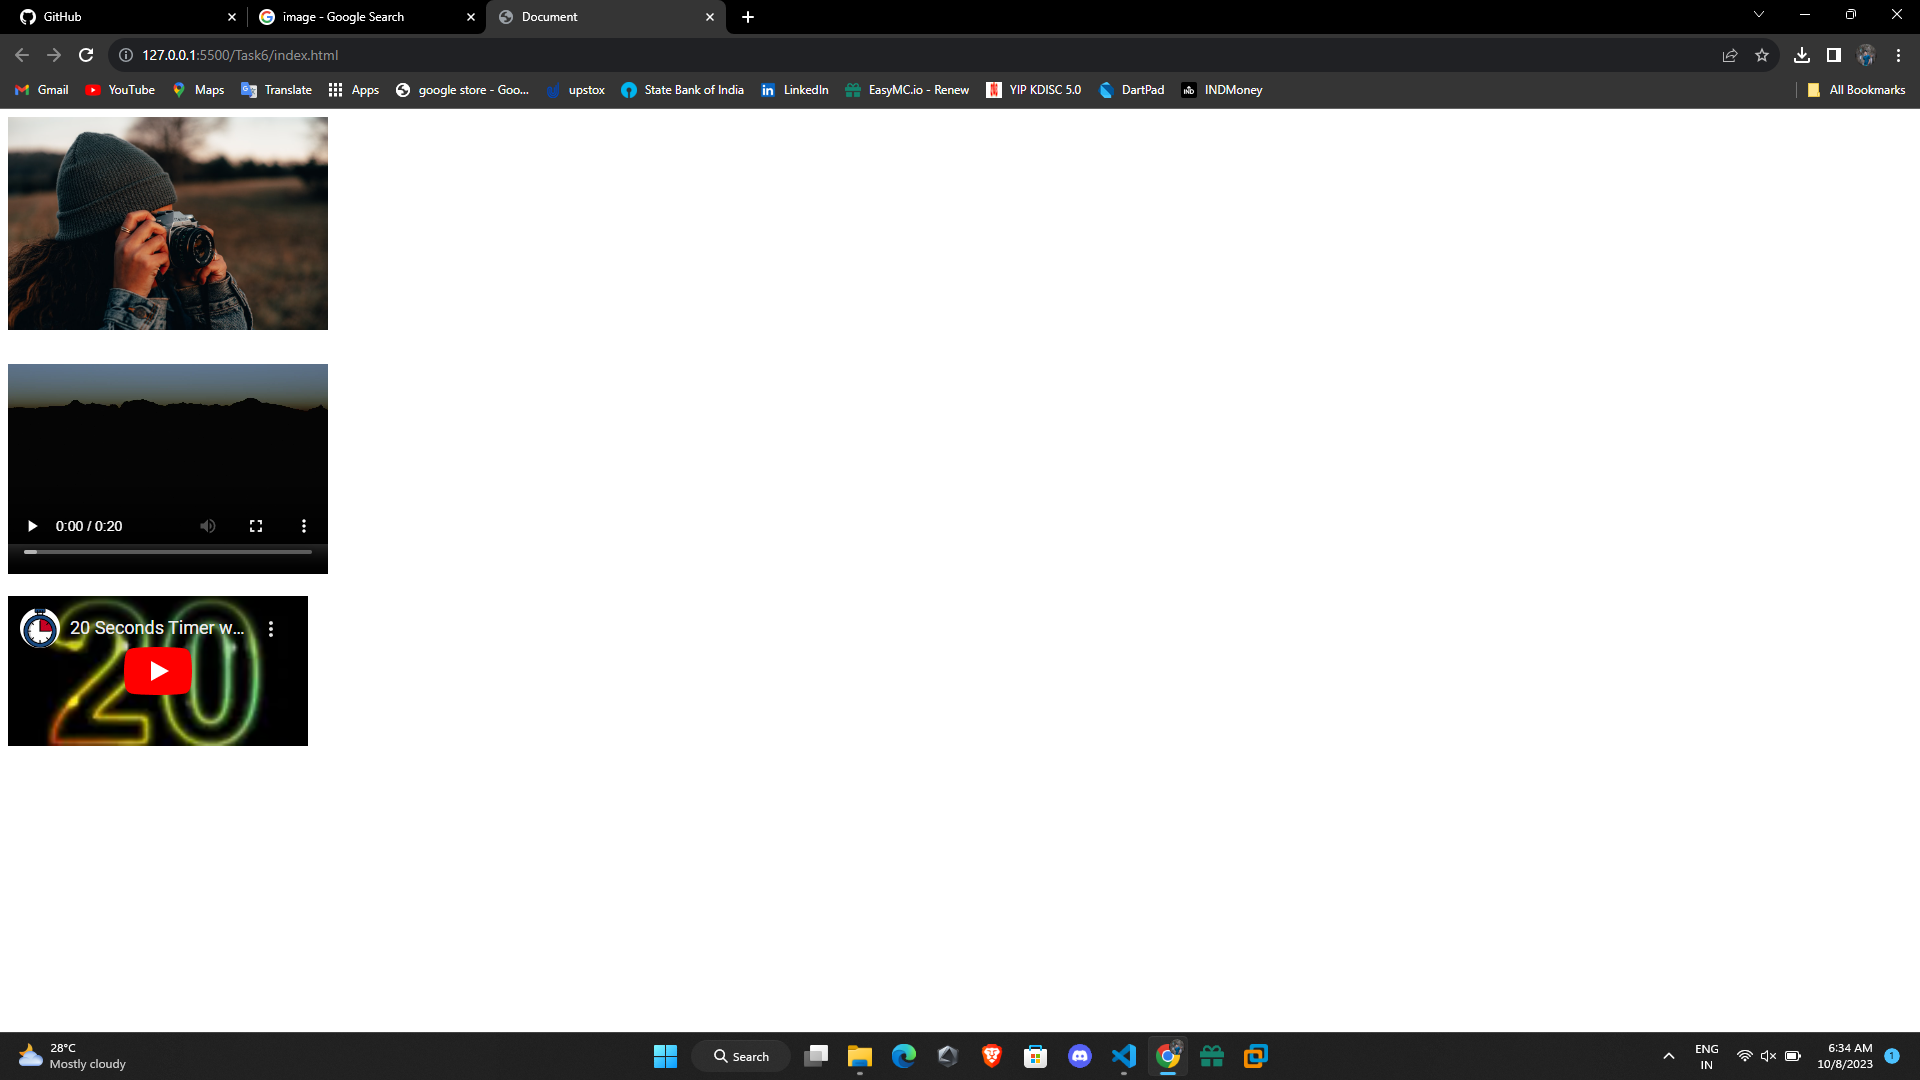 GitHub
image - Google Search
Document
127.0.0.1:5500/Task6/index.html
Gmail
YouTube
Maps
Translate
Apps
google store - Goo...
upstox
State Bank of India
LinkedIn
EasyMC.io - Renew
YIP KDISC 5.0
DartPad
INDMoney
All Bookmarks
0:00 / 0:20
20 Seconds Timer w...
20
28°C
Mostly cloudy
Search
ENG
IN
6:34 AM
10/8/2023
1